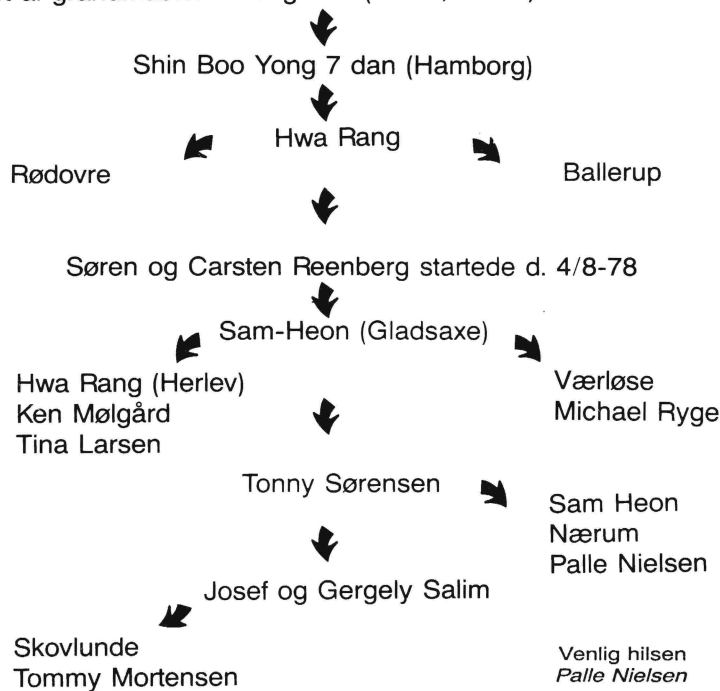 Shin Boo Yong 7 dan (Hamborg)
Hwa Rang
Rødovre
Ballerup
Søren og Carsten Reenberg startede d. 4/8-78
Sam-Heon (Gladsaxe)
Hwa Rang (Herlev)
Ken Mølgård
Tina Larsen
Værløse
Michael Ryge
Tonny Sørensen
Sam Heon
Nærum
Palle Nielsen
Josef og Gergely Salim
Skovlunde
Tommy Mortensen
Venlig hilsen
Palle Nielsen